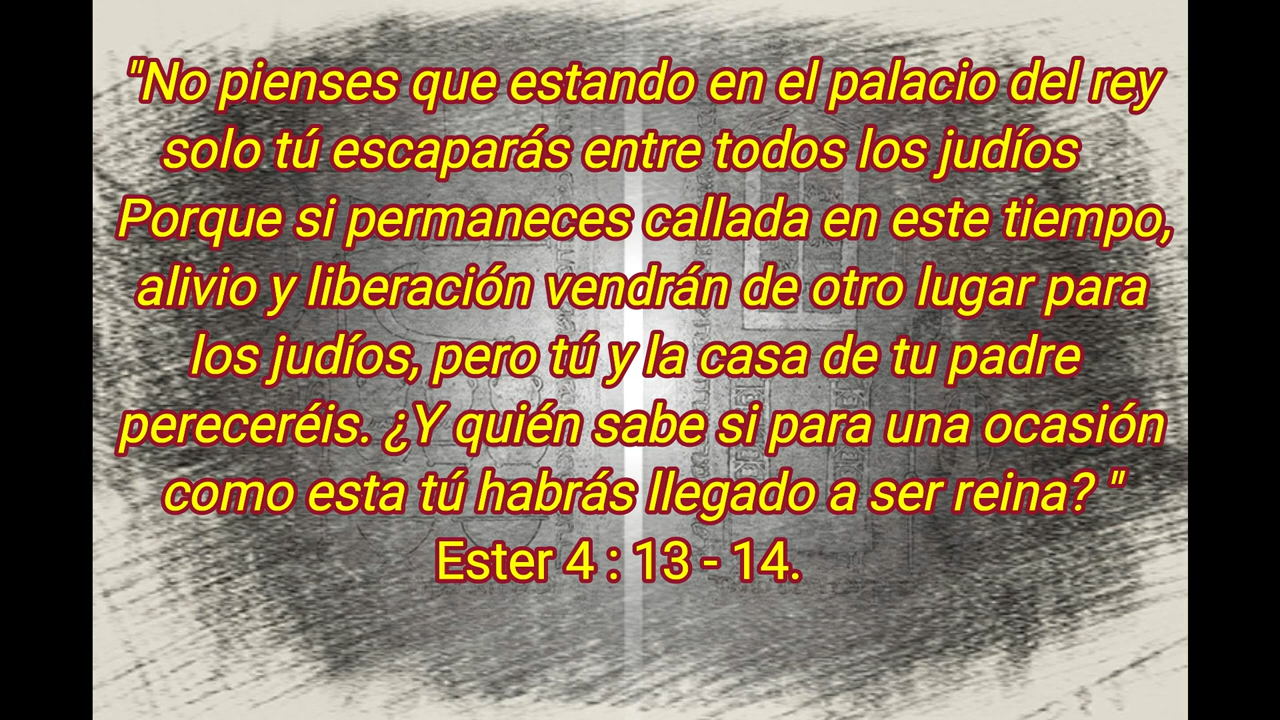 "No pienses que estando en el palacio del rey
solo tú escaparás entre todos los judíos
Porque si permaneces callada en este tiempo,
alivio y liberación vendrán de otro lugar para
los judíos, pero tú y la casa de tu padre
pereceréis. ¿Y quién sabe si para una ocasión
como esta tú habrás llegado a ser reina? "
Ester 4 : 13 - 14.